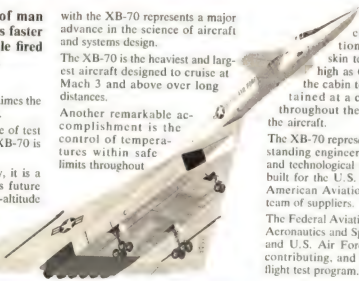 of man
s faster
le fired
times the
e of test
XB-70 is
, it is a
s future
-altitude
with the XB-70 represents a major
advance in the science of aircraft
and systems design.
The XB-70 is the heaviest and larg-
est aircraft designed to cruise at
Mach 3 and above over long
distances.
Another remarkable ac-
complishment is the
control of tempera-
tures within safe
limits throughout
c
tion
skin te
high as
the cabin t
tained at a c
throughout the
the aircraft.
The XB-70 repres
standing engineer
and technological
built for the U.S.
American Aviation
team of suppliers.
The Federal Aviati
Aeronautics and Sp
and U.S. Air Forc
contributing, and
flight test program.